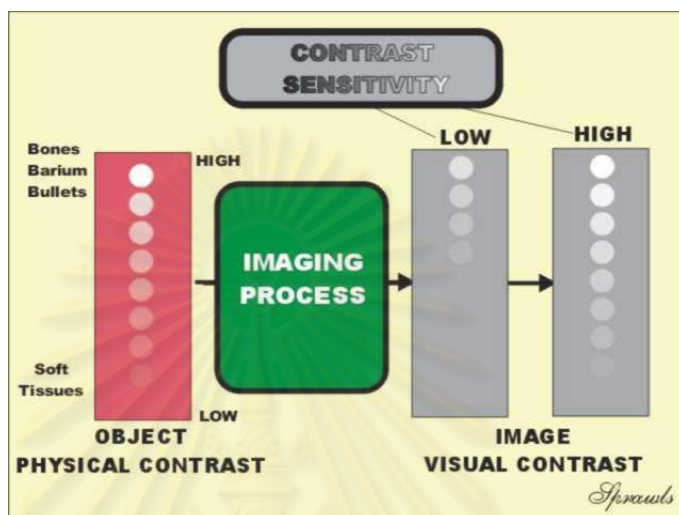 CONTRAST
SENSITIVITY
LOW
HIGH
Bones
Barium
Bullets
HIGH
IMAGING
PROCESS
Soft
Tissues
LOW
OBJECT
PHYSICAL CONTRAST
IMAGE
VISUAL CONTRAST
Sprawls